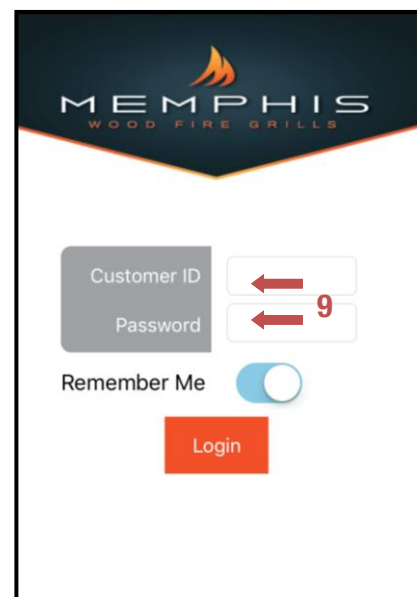 MEMPHIS
WOOD FIRE GRILLS
Customer ID
9
Password
Remember Me
Login